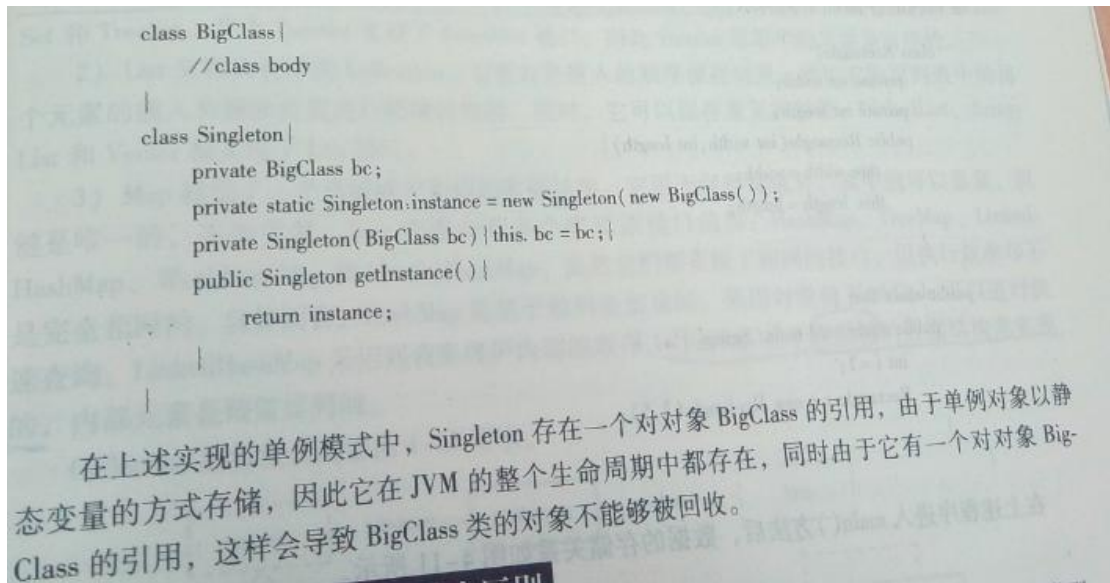 class BigClass{
//class body
}
class Singleton{
private BigClass bc;
private static Singleton instance = new Singleton( new BigClass( ) );
private Singleton( BigClass bc) { this. bc = bc; }
public Singleton getInstance( ) {
return instance;
}
}
在上述实现的单例模式中，Singleton 存在一个对对象 BigClass 的引用，由于单例对象以静
态变量的方式存储，因此它在 JVM 的整个生命周期中都存在，同时由于它有一个对对象 Big-
Class 的引用，这样会导致 BigClass 类的对象不能够被回收。